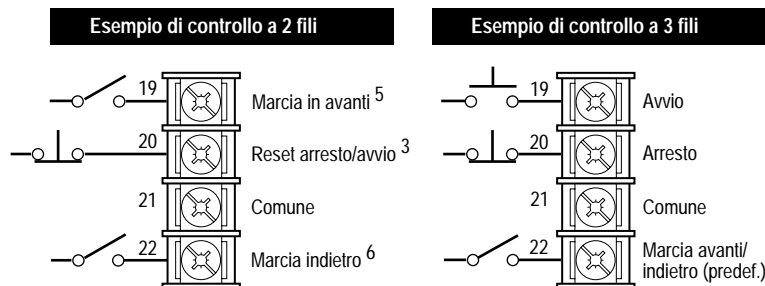 Esempio di controllo a 2 fili
19
Marcia in avanti 5
20
Reset arresto/avvio 3
21
Comune
22
Marcia indietro 6
Esempio di controllo a 3 fili
19
Avvio
20
Arresto
21
Comune
22
Marcia avanti/
indietro (predef.)